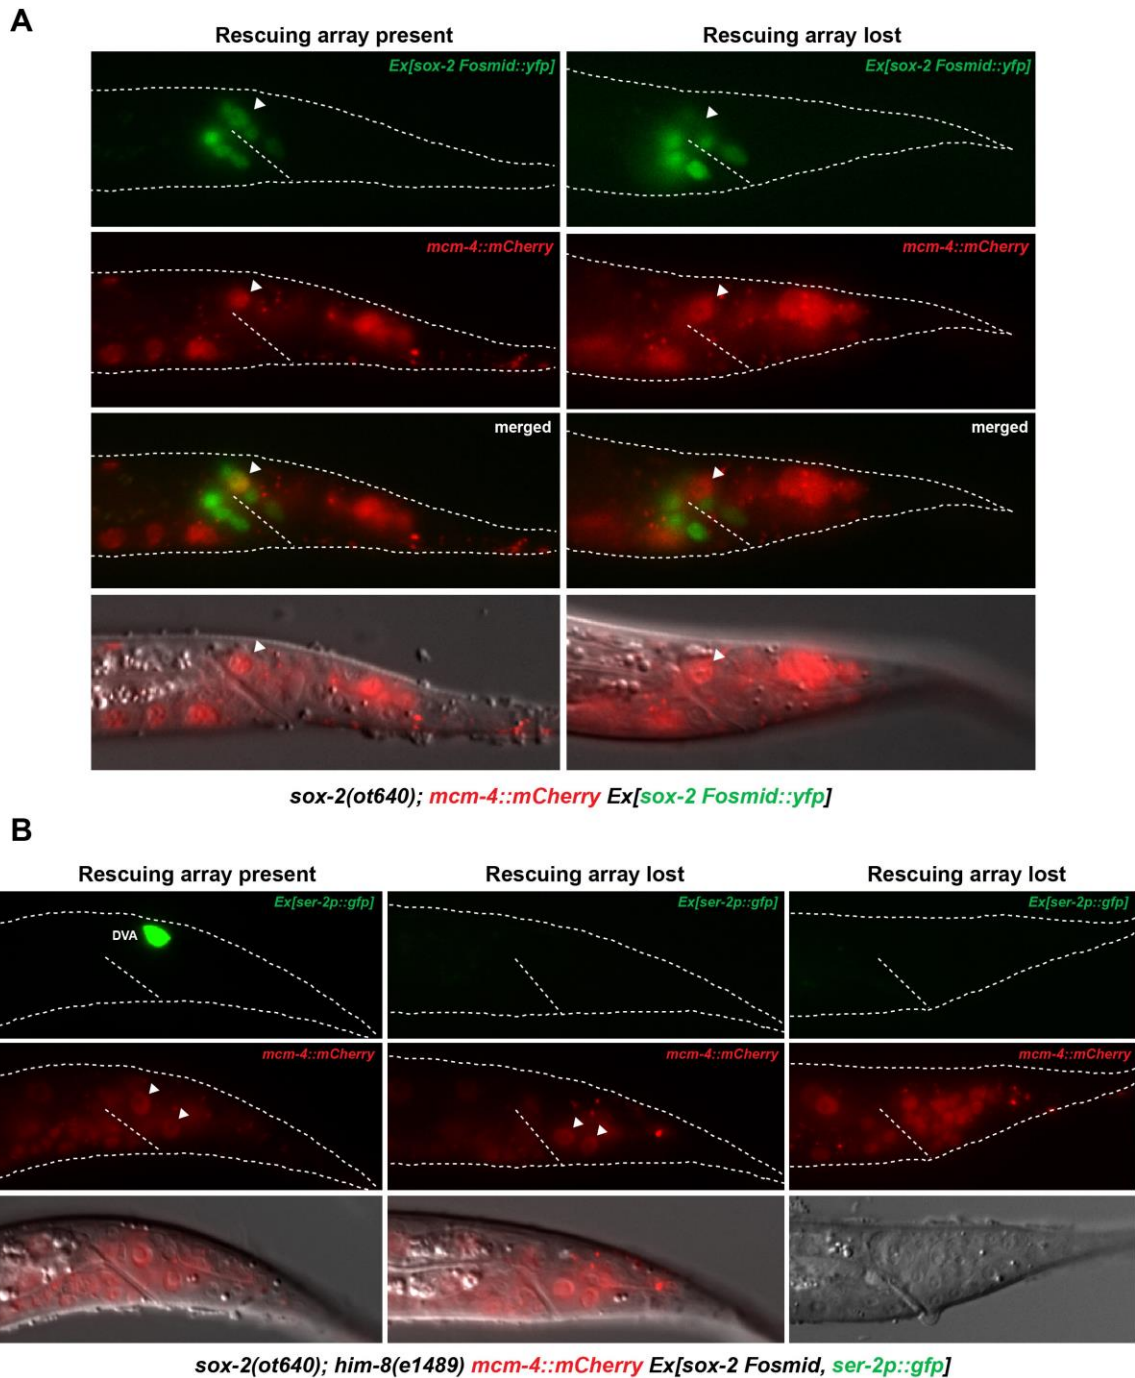 A
Rescuing array present
Rescuing array lost
Ex[sox-2 Fosmid::yfp]
Ex[sox-2 Fosmid::yfp]
mcm-4::mCherry
mcm-4::mCherry
merged
merged
sox-2(ot640); mcm-4::mCherry Ex[sox-2 Fosmid::yfp]
B
Rescuing array present
Rescuing array lost
Rescuing array lost
Ex[ser-2p::gfp]
Ex[ser-2p::gfp]
Ex[ser-2p::gfp]
DVA
mcm-4::mCherry
mcm-4::mCherry
mcm-4::mCherry
sox-2(ot640); him-8(e1489) mcm-4::mCherry Ex[sox-2 Fosmid, ser-2p::gfp]